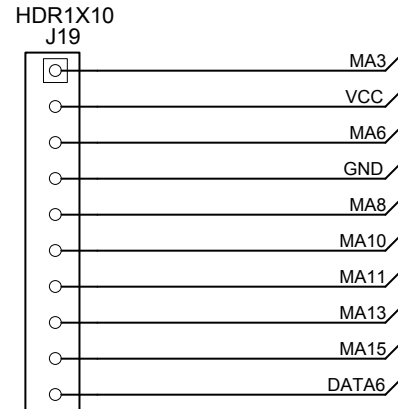 HDR1X10
J19
MA3
VCC
MA6
GND
MA8
MA10
MA11
MA13
MA15
DATA6